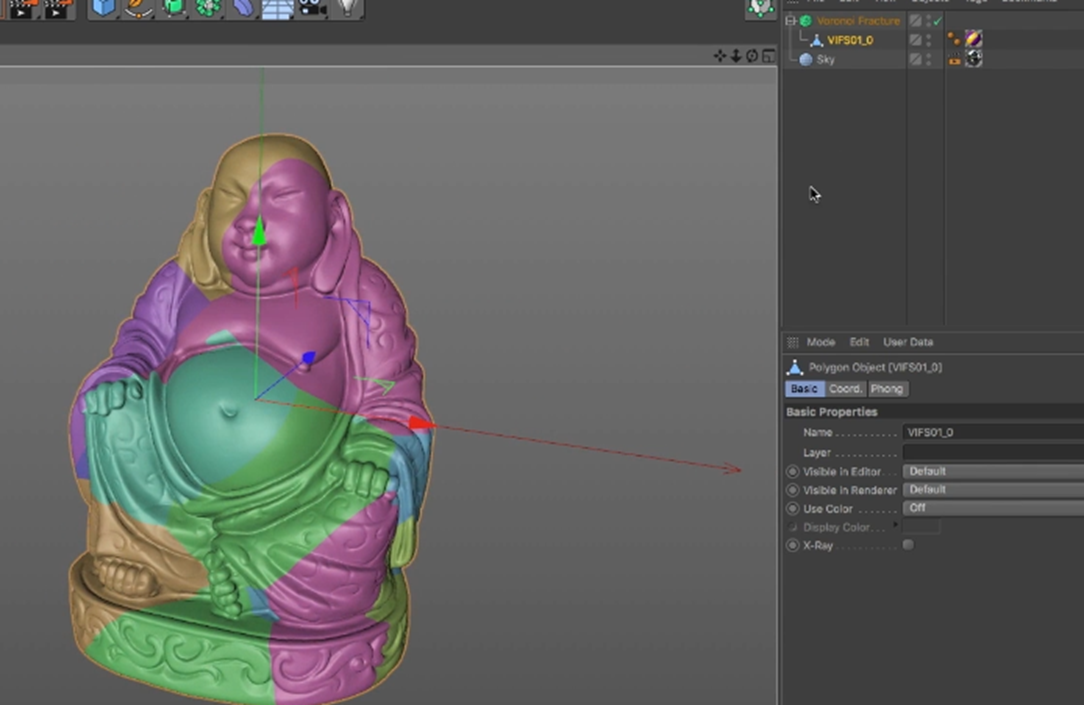 Voronoi Fracture
VIFS01_0
Sky
Mode Edit User Data
Polygon Object [VIFS01_0]
Basic Coord. Phong
Basic Properties
Name VIFS01_0
Layer
Visible in Editor Default
Visible in Renderer Default
Use Color Off
Display Color
X-Ray